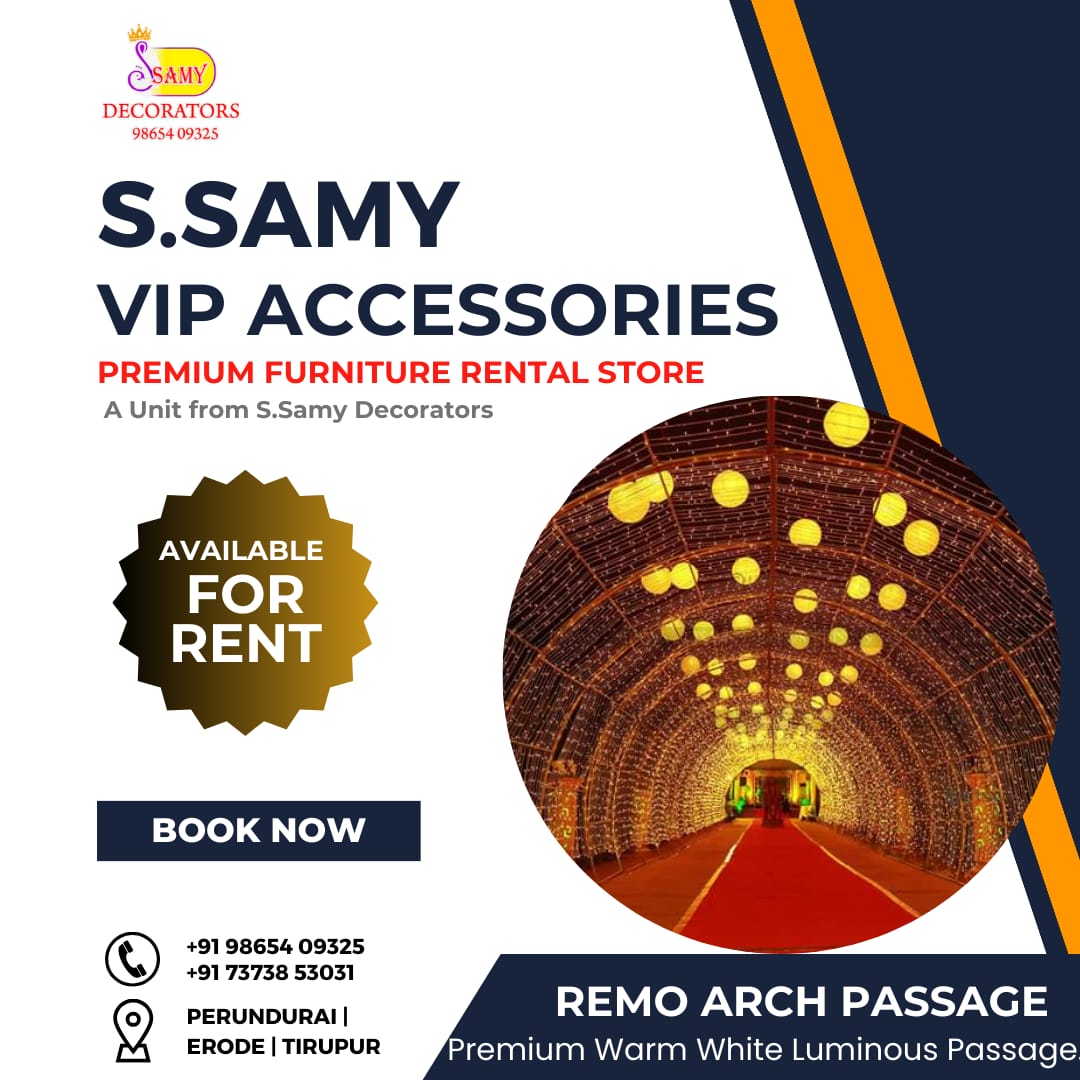 SSAMY
DECORATORS
98654 09325
S.SAMY
VIP ACCESSORIES
PREMIUM FURNITURE RENTAL STORE
A Unit from S.Samy Decorators
AVAILABLE
FOR
RENT
BOOK NOW
+91 98654 09325
+91 73738 53031
PERUNDURAI |
ERODE | TIRUPUR
REMO ARCH PASSAGE
Premium Warm White Luminous Passage.